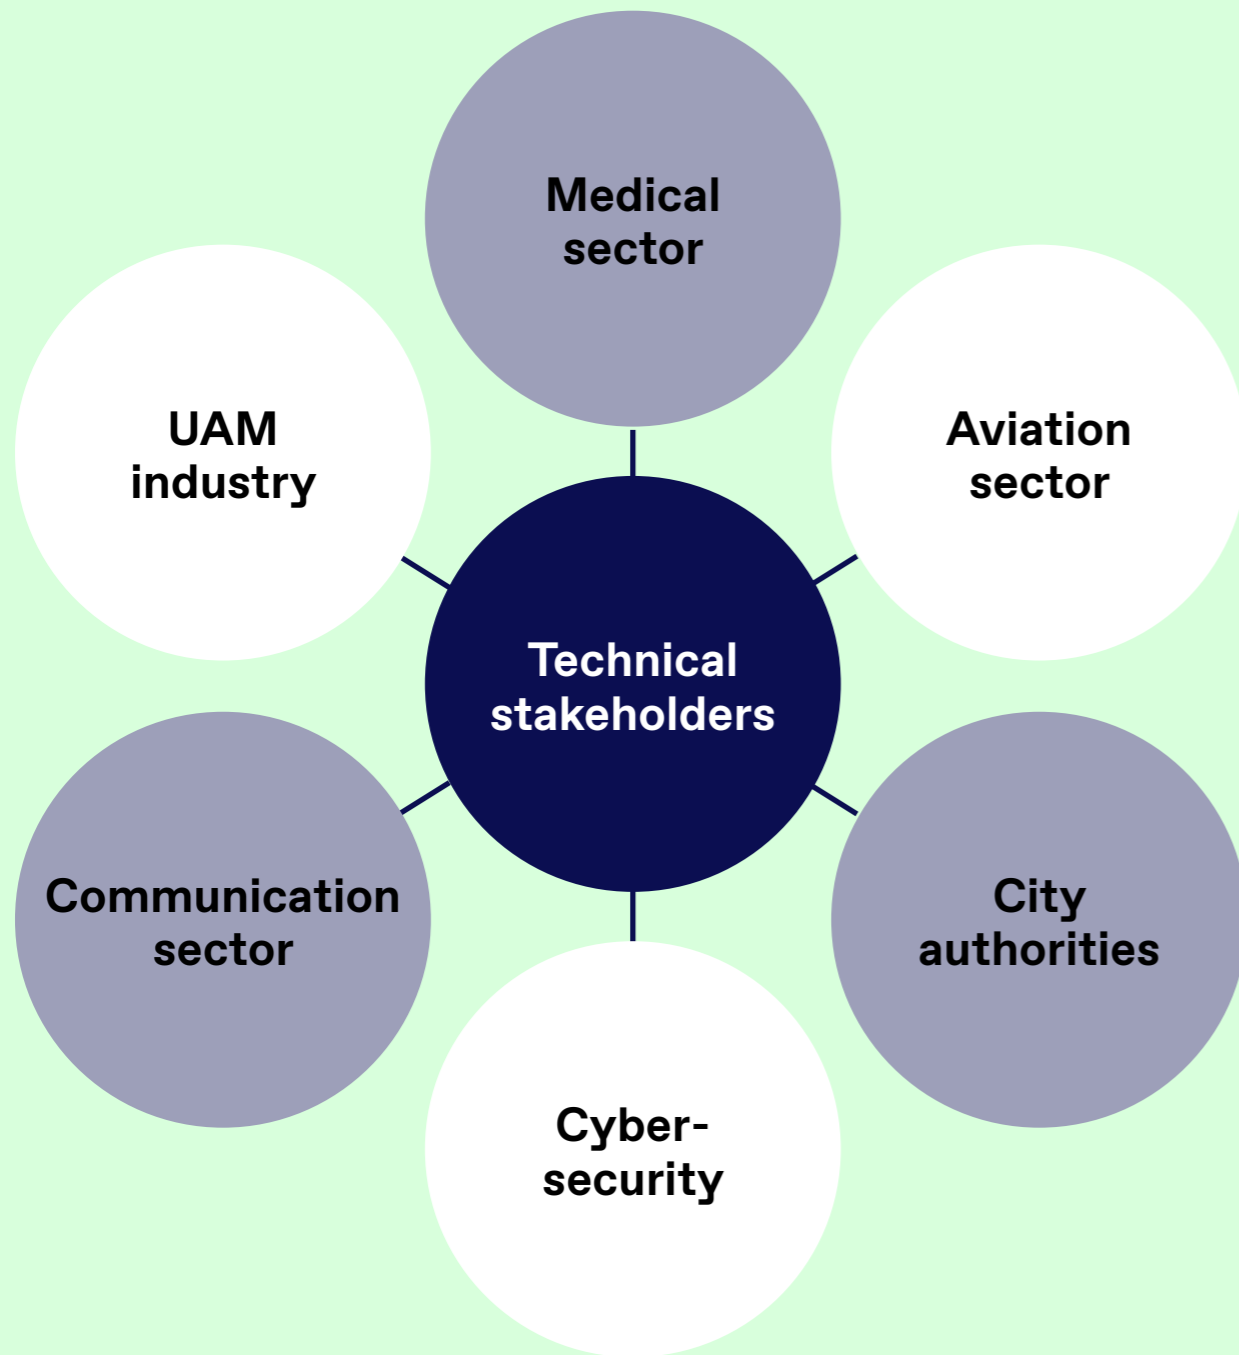 Medical
sector
UAM
industry
Aviation
sector
Technical
stakeholders
Communication
sector
City
authorities
Cyber-
security